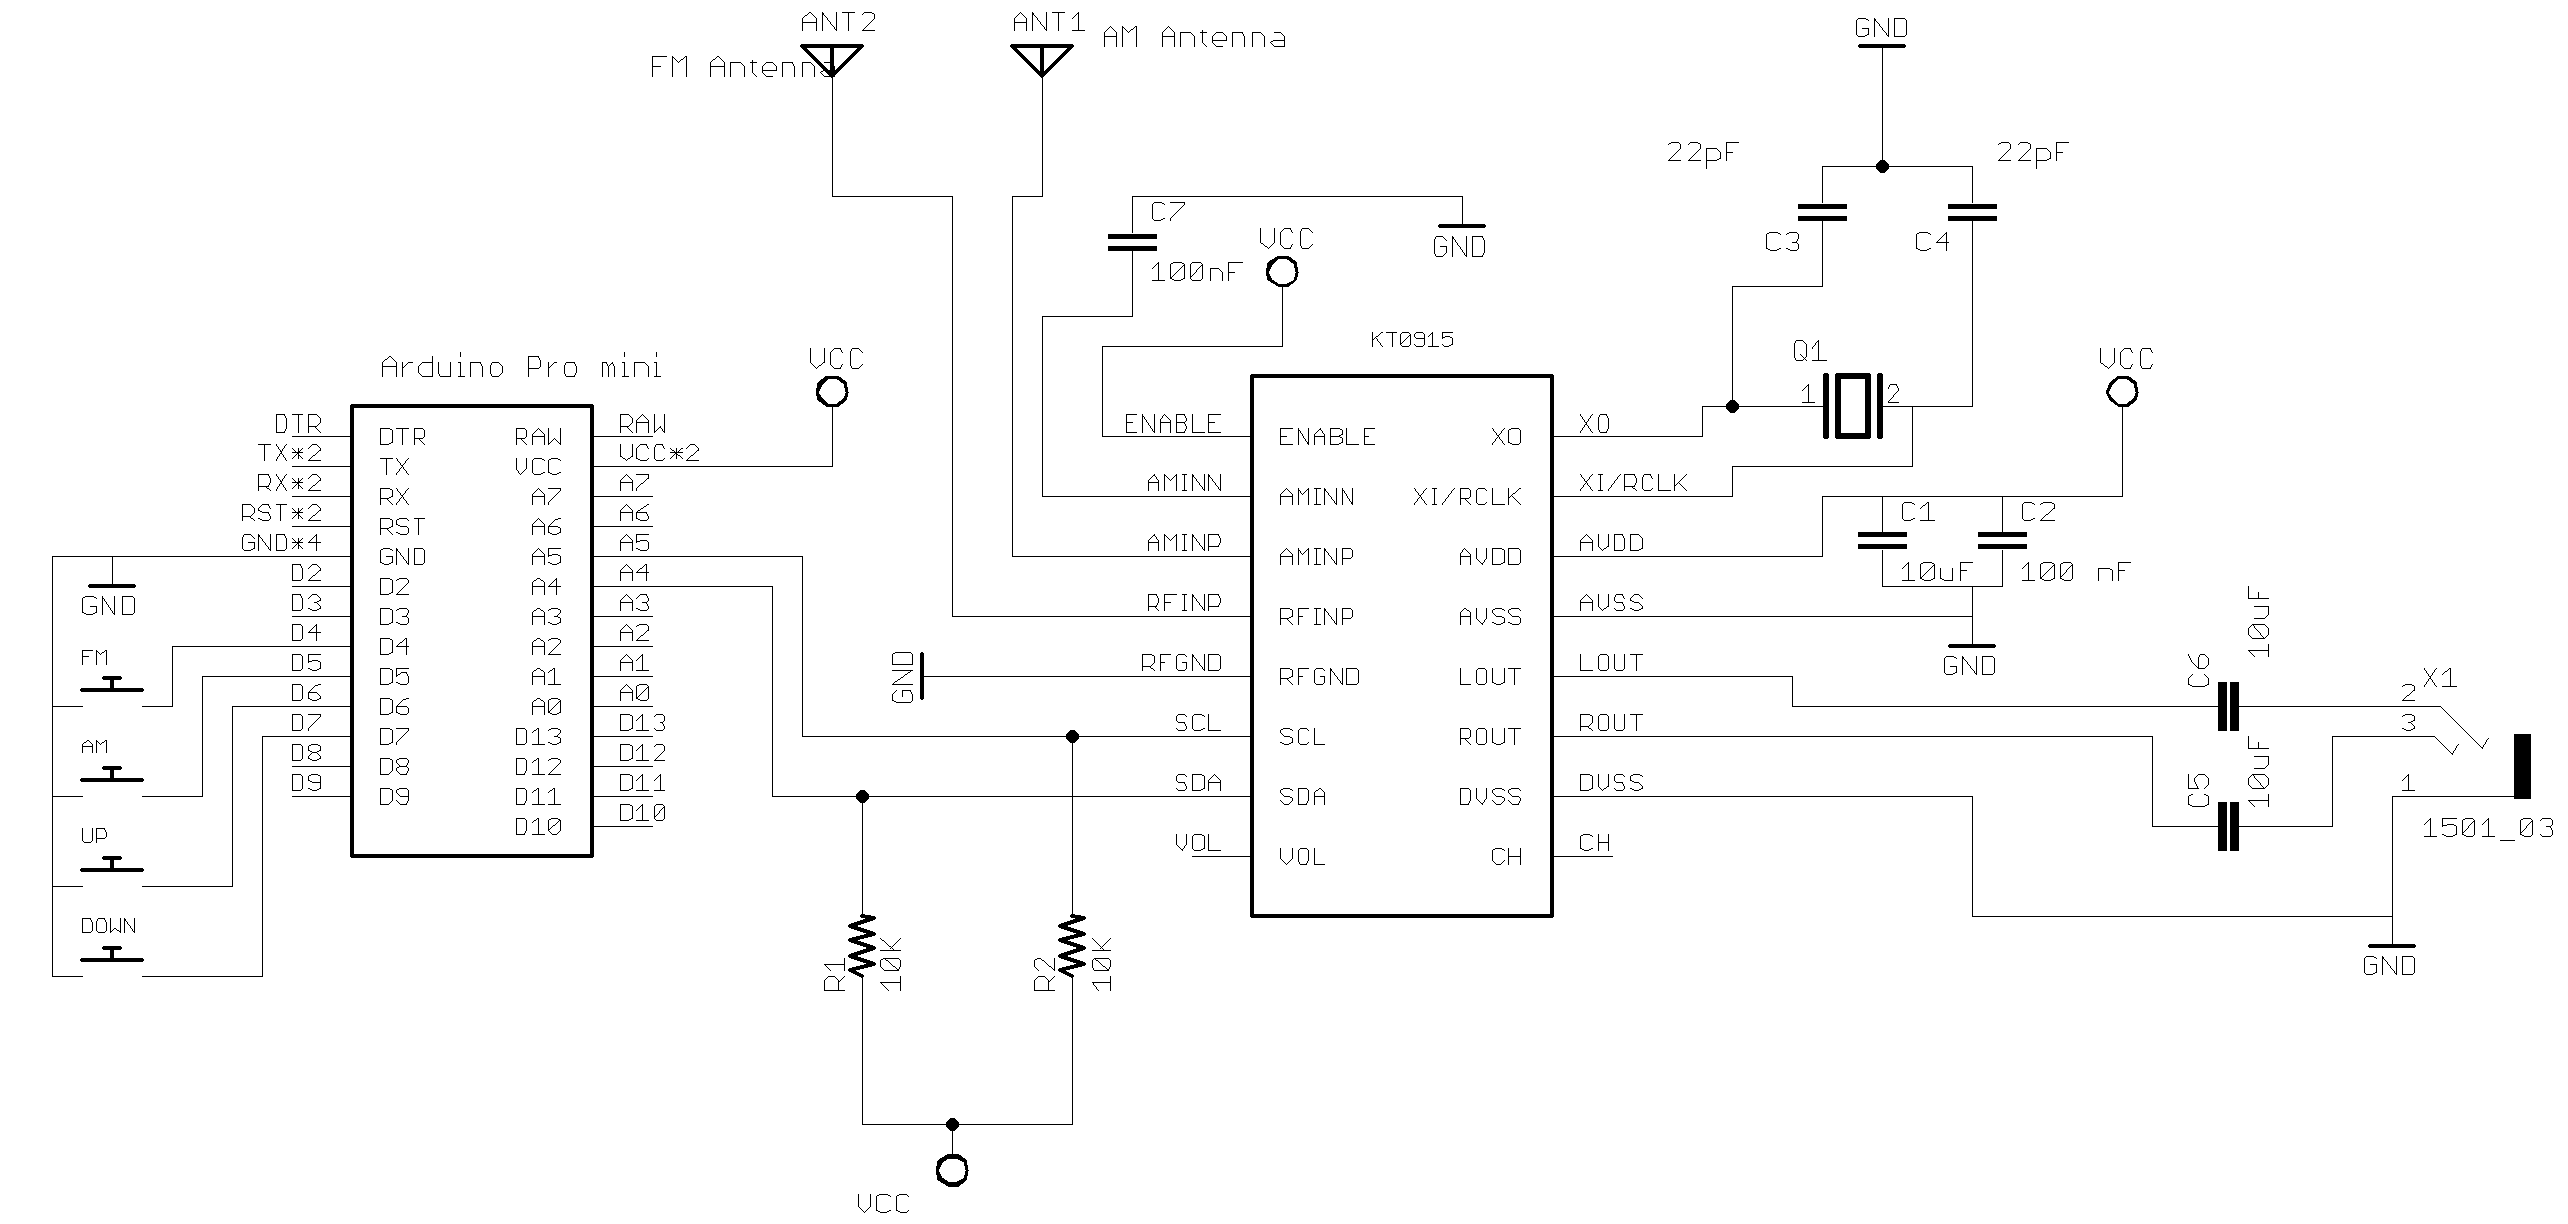 ANT2
FM Antenna
ANT1
AM Antenna
GND
22pF
22pF
C3
C4
C7
100nF
VCC
GND
KT0915
Q1
1
2
VCC
ENABLE
AMINN
AMINP
RFINP
RFGND
SCL
SDA
VOL
ENABLE
AMINN
AMINP
RFINP
RFGND
SCL
SDA
VOL
XO
XI/RCLK
AVDD
AVSS
LOUT
ROUT
DVSS
CH
XO
XI/RCLK
AVDD
AVSS
LOUT
ROUT
DVSS
CH
C1
10uF
C2
100 nF
GND
C6
10uF
C5
10uF
2
3
1
X1
1501_03
GND
Arduino Pro mini
VCC
DTR
TX*2
RX*2
RST*2
GND*4
D2
D3
D4
D5
D6
D7
D8
D9
DTR
TX
RX
RST
GND
D2
D3
D4
D5
D6
D7
D8
D9
RAW
VCC
A7
A6
A5
A4
A3
A2
A1
A0
D13
D12
D11
D10
RAW
VCC*2
A7
A6
A5
A4
A3
A2
A1
A0
D13
D12
D11
D10
GND
FM
AM
UP
DOWN
GND
R1
10K
R2
10K
VCC